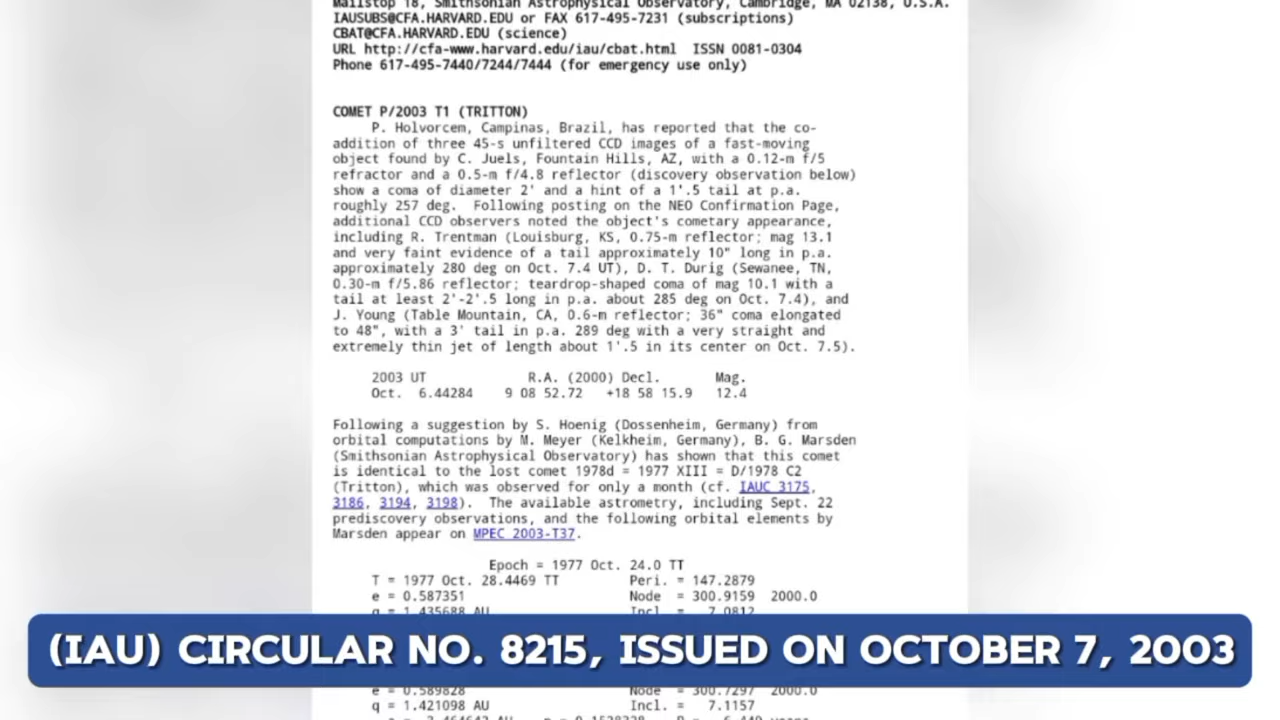 Mailstop 18, Smithsonian Astrophysical Observatory, Cambridge, MA 02138, U.S.A.
IAUSUBS@CFA.HARVARD.EDU or FAX 617-495-7231 (subscriptions)
CBAT@CFA.HARVARD.EDU (science)
URL http://cfa-www.harvard.edu/iau/cbat.html ISSN 0081-0304
Phone 617-495-7440/7244/7444 (for emergency use only)
COMET P/2003 T1 (TRITTON)
P. Holvorcem, Campinas, Brazil, has reported that the co-
addition of three 45-s unfiltered CCD images of a fast-moving
object found by C. Juels, Fountain Hills, AZ, with a 0.12-m f/5
refractor and a 0.5-m f/4.8 reflector (discovery observation below)
show a coma of diameter 2' and a hint of a 1'.5 tail at p.a.
roughly 257 deg. Following posting on the NEO Confirmation Page,
additional CCD observers noted the object's cometary appearance,
including R. Trentman (Louisburg, KS, 0.75-m reflector; mag 13.1
and very faint evidence of a tail approximately 10" long in p.a.
approximately 280 deg on Oct. 7.4 UT), D. T. Durig (Sewanee, TN,
0.30-m f/5.86 reflector; teardrop-shaped coma of mag 10.1 with a
tail at least 2'-2'.5 long in p.a. about 285 deg on Oct. 7.4), and
J. Young (Table Mountain, CA, 0.6-m reflector; 36" coma elongated
to 48", with a 3' tail in p.a. 289 deg with a very straight and
extremely thin jet of length about 1'.5 in its center on Oct. 7.5).
2003 UT R.A. (2000) Decl. Mag.
Oct. 6.44284 9 08 52.72 +18 58 15.9 12.4
Following a suggestion by S. Hoenig (Dossenheim, Germany) from
orbital computations by M. Meyer (Kelkheim, Germany), B. G. Marsden
(Smithsonian Astrophysical Observatory) has shown that this comet
is identical to the lost comet 1978d = 1977 XIII = D/1978 C2
(Tritton), which was observed for only a month (cf. IAUC 3175,
3186, 3194, 3198). The available astrometry, including Sept. 22
prediscovery observations, and the following orbital elements by
Marsden appear on MPEC 2003-T37.
Epoch = 1977 Oct. 24.0 TT
T = 1977 Oct. 28.4469 TT Peri. = 147.2879
e = 0.587351 Node = 300.9159 2000.0
q = 1.435688 AU Incl. = 7.0812
(IAU) CIRCULAR NO. 8215, ISSUED ON OCTOBER 7, 2003
e = 0.589828 Node = 300.7297 2000.0
q = 1.421098 AU Incl. = 7.1157